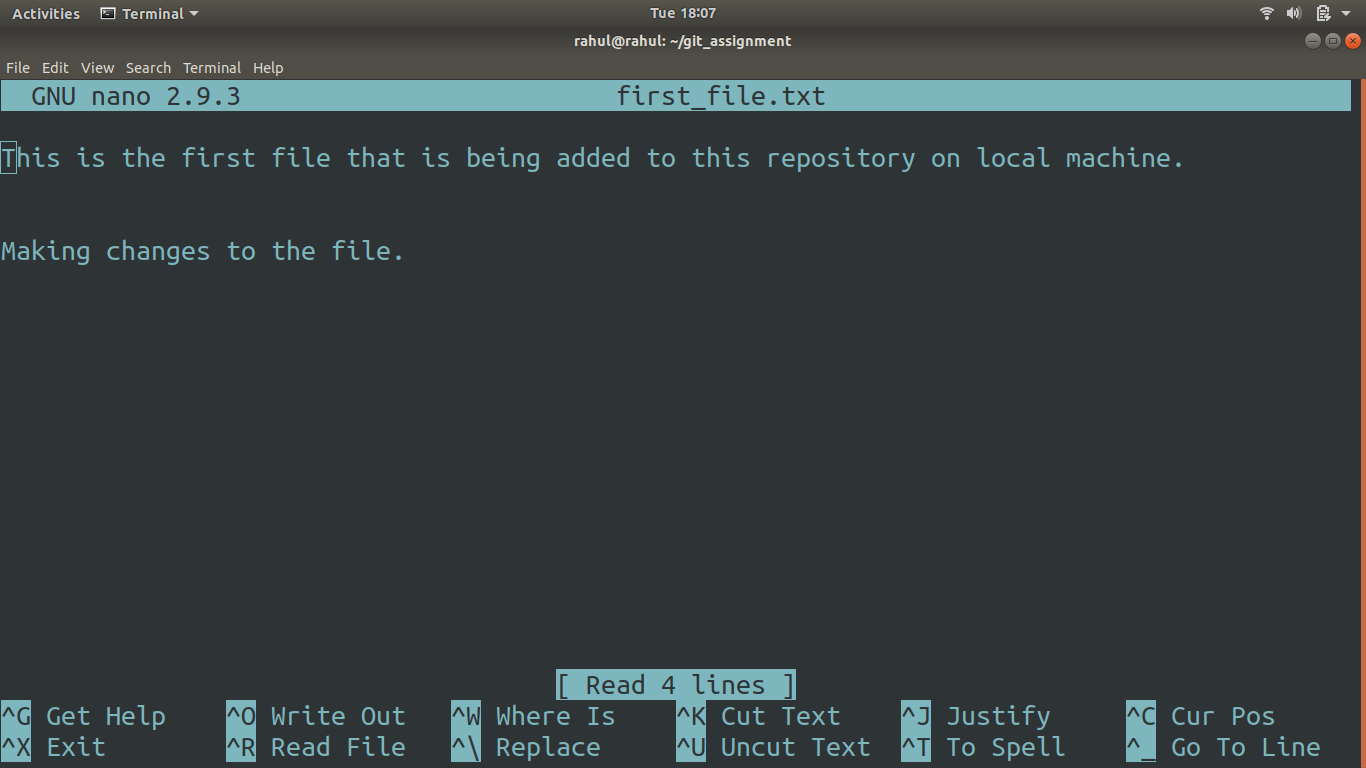 Activities Terminal Tue 18:07
rahul@rahul: ~/git_assignment
File Edit View Search Terminal Help
GNU nano 2.9.3 first_file.txt
This is the first file that is being added to this repository on local machine.
Making changes to the file.
[ Read 4 lines ]
^G Get Help ^O Write Out ^W Where Is ^K Cut Text ^J Justify ^C Cur Pos
^X Exit ^R Read File ^\ Replace ^U Uncut Text ^T To Spell ^_ Go To Line